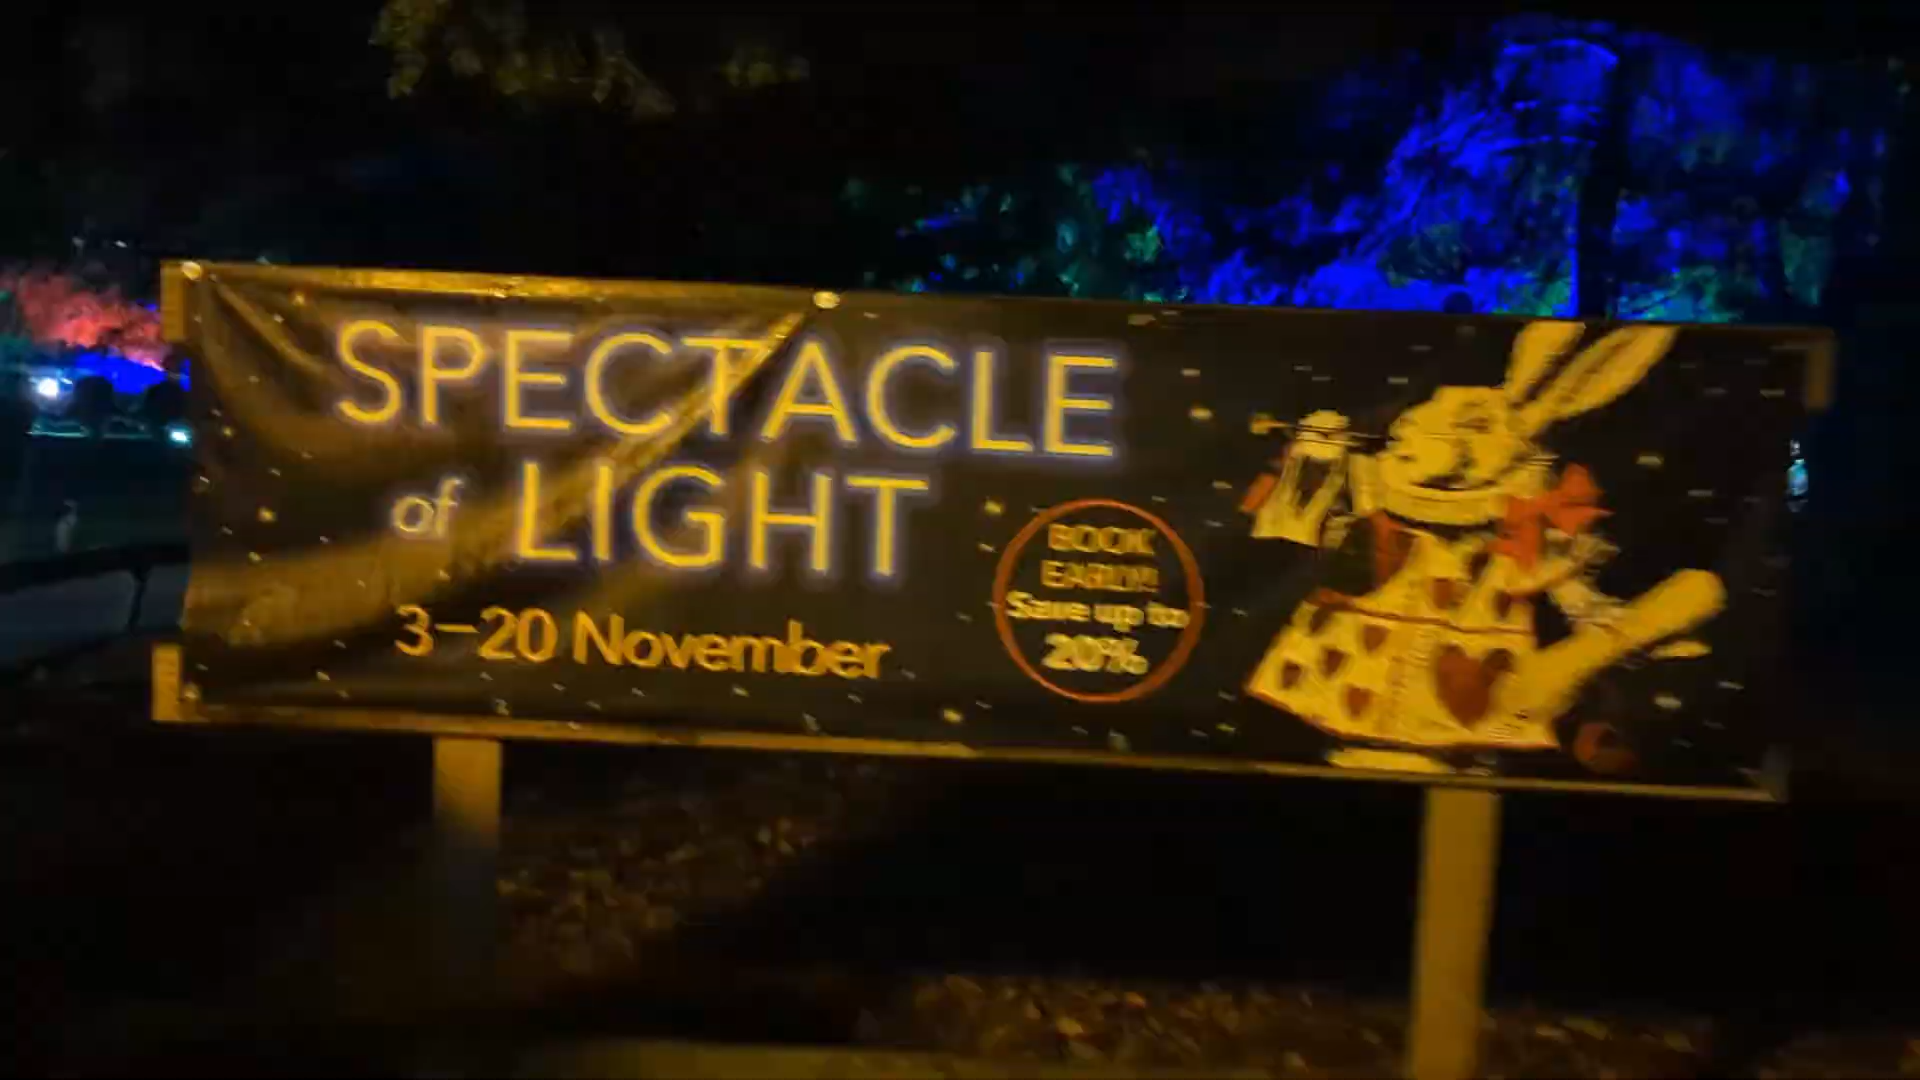 SPECTACLE
of LIGHT
3–20 November
BOOK
EARLY!
Save up to
20%